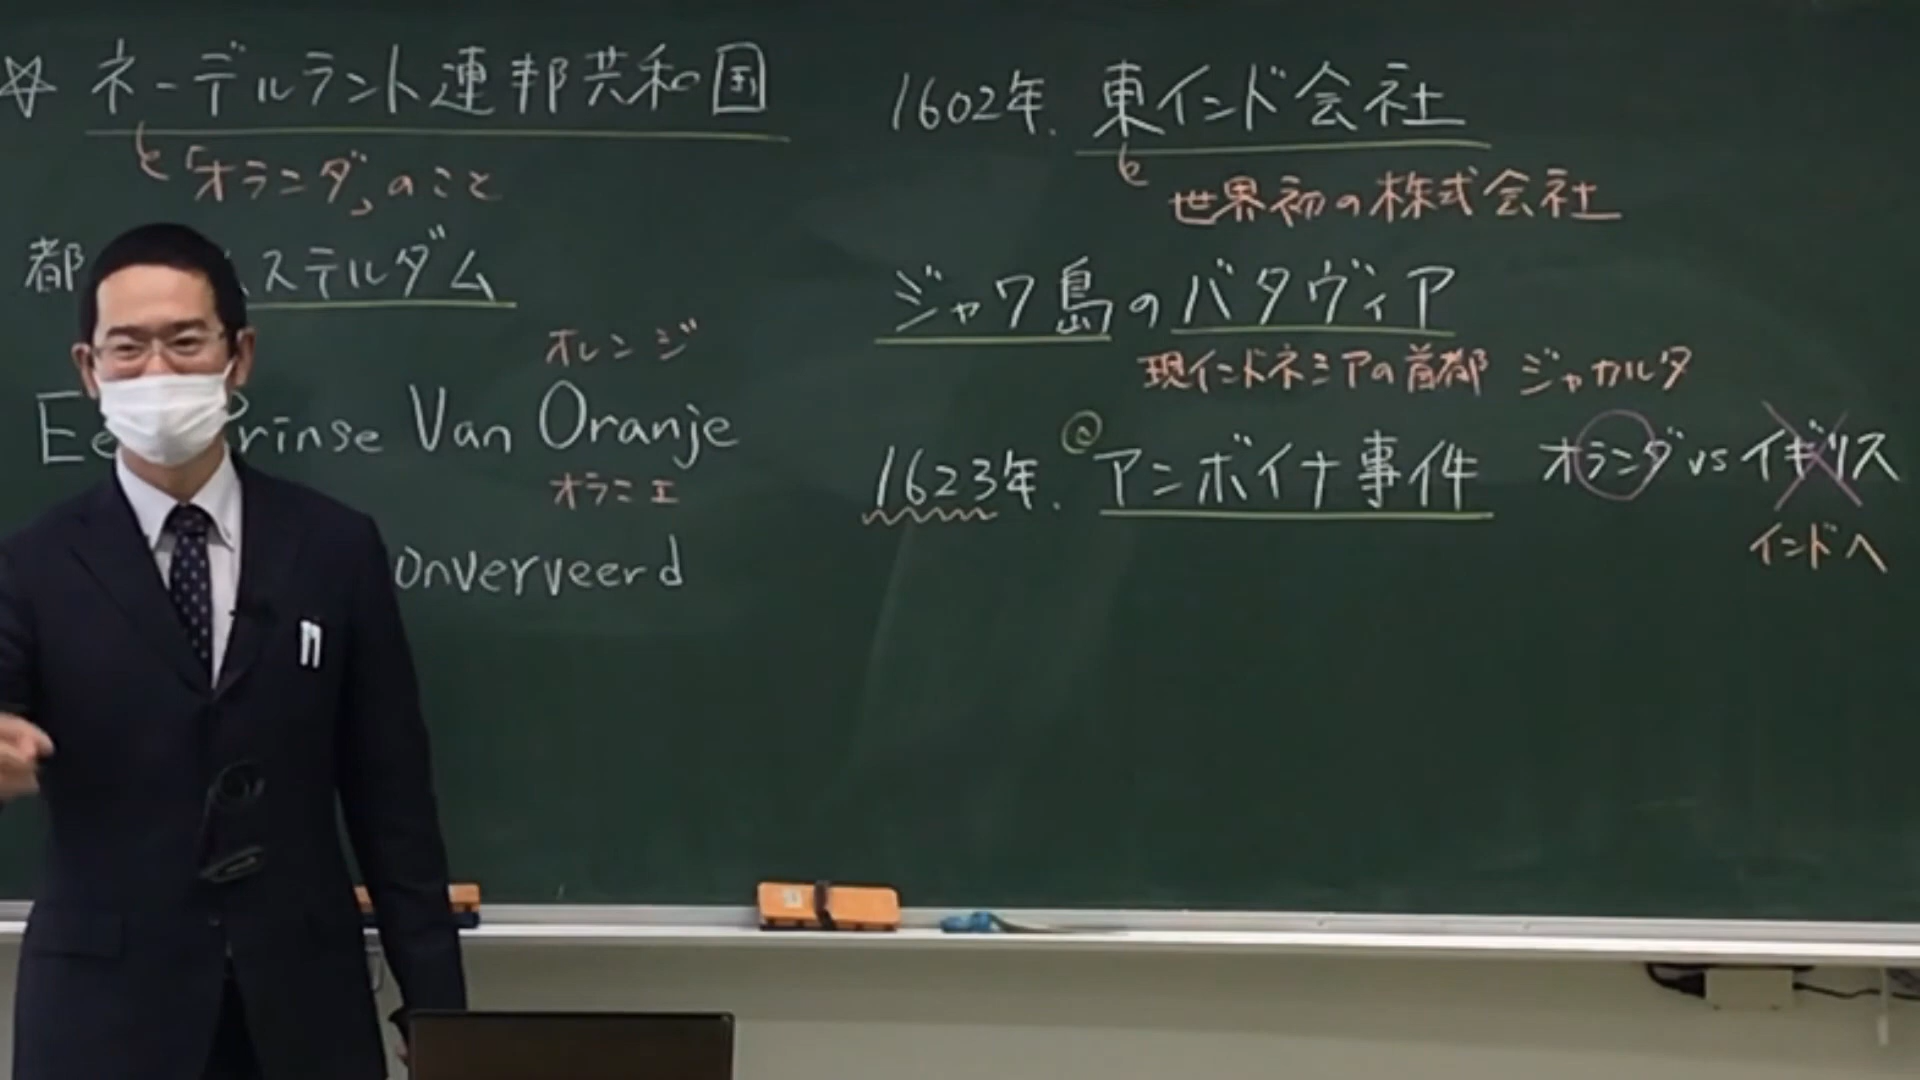 ☆ ネーデルラント連邦共和国
と「オランダ」のこと
都 ムステルダム
オレンジ
Ee Prinse Van Oranje
オラニエ
onverveerd
1602年. 東インド会社
世界初の株式会社
ジャワ島のバタヴィア
現インドネシアの首都 ジャカルタ
1623年. @アンボイナ事件 オランダ vs イギリス
インドへ